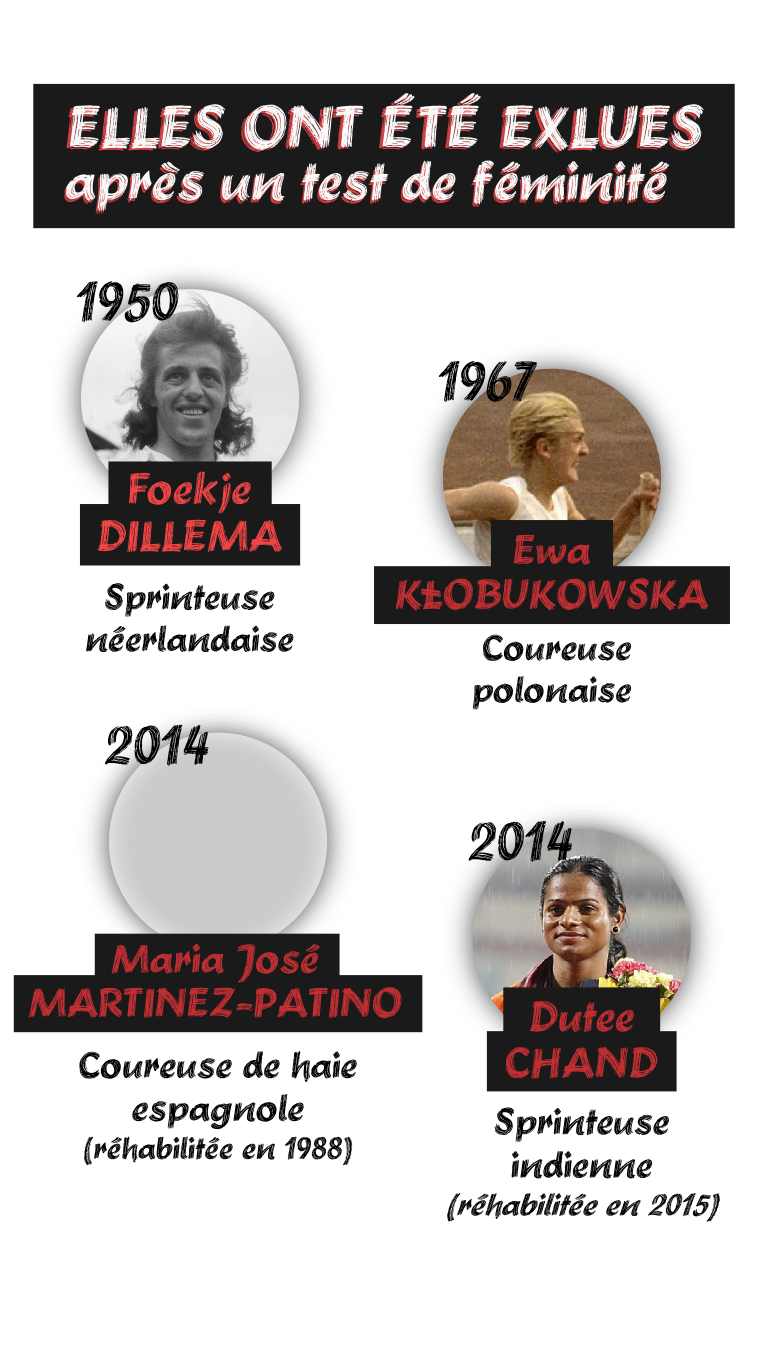 ELLES ONT ÉTÉ EXLUES
après un test de féminité
1950
Foekje
DILLEMA
Sprinteuse
néerlandaise
1967
Ewa
KŁOBUKOWSKA
Coureuse
polonaise
2014
Maria José
MARTINEZ-PATINO
Coureuse de haie
espagnole
(réhabilitée en 1988)
2014
Dutee
CHAND
Sprinteuse
indienne
(réhabilitée en 2015)